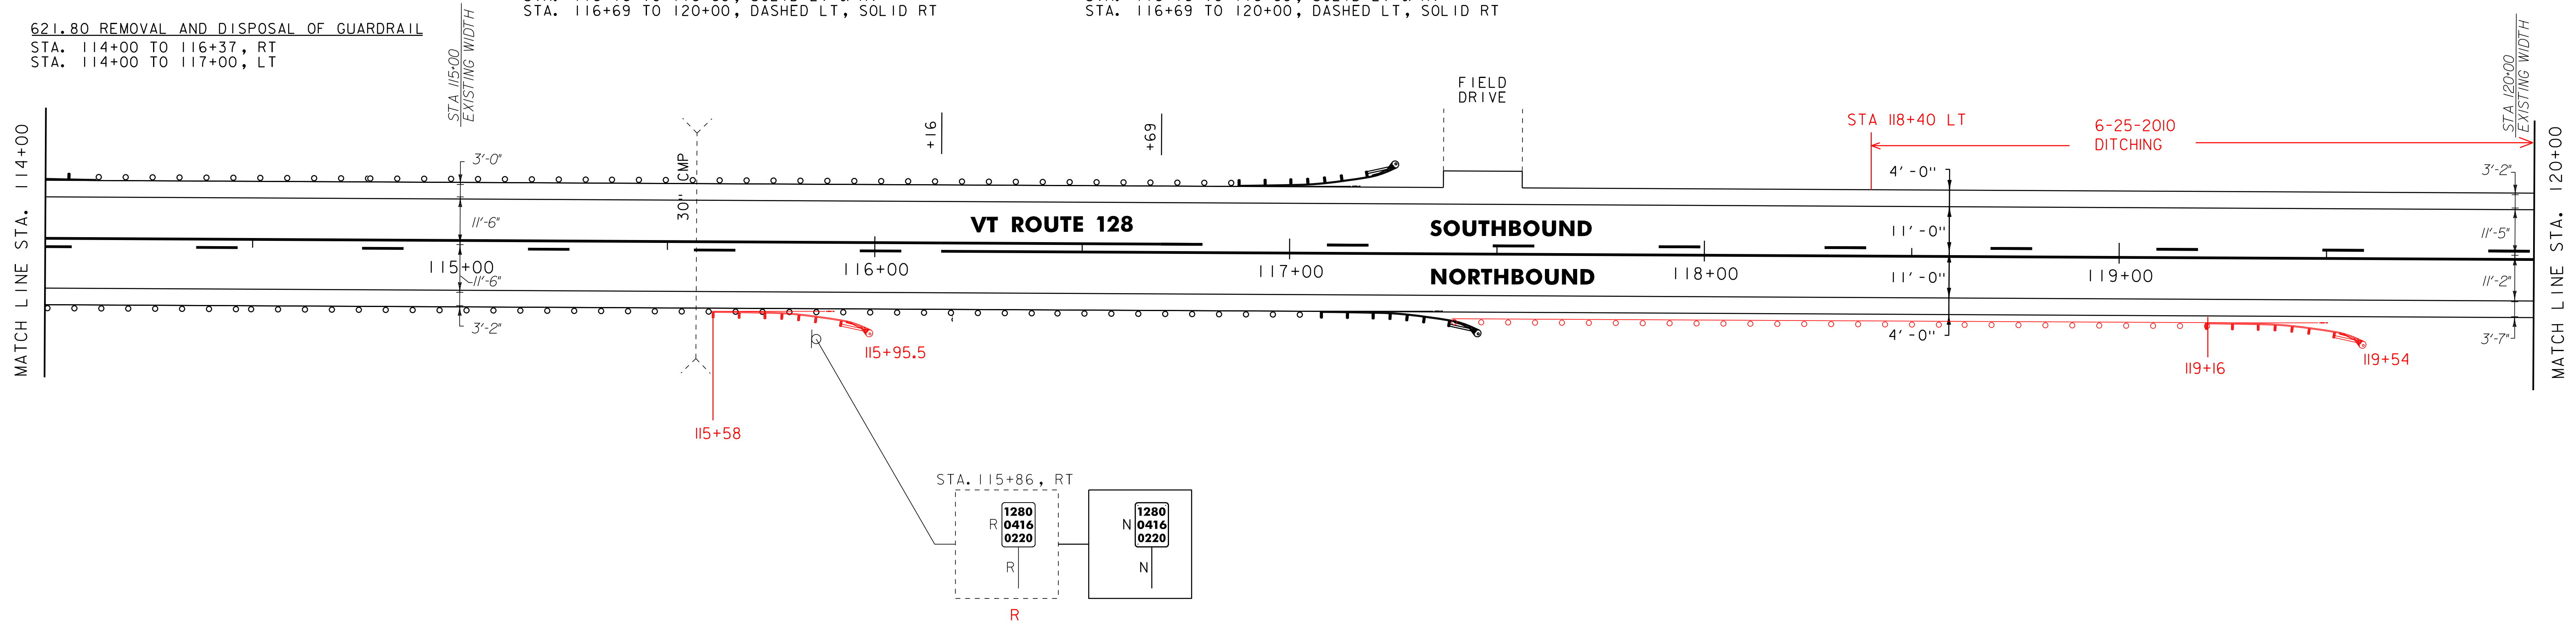 STA. 116+69 TO 120+00, DASHED LT, SOLID RT
STA. 116+69 TO 120+00, DASHED LT, SOLID RT
621.80 REMOVAL AND DISPOSAL OF GUARDRAIL
STA. 114+00 TO 116+37, RT
STA. 114+00 TO 117+00, LT
STA 115+00
EXISTING WIDTH
STA 120+00
EXISTING WIDTH
FIELD
DRIVE
MATCH LINE STA. 114+00
MATCH LINE STA. 120+00
30" CMP
+16
+69
STA 118+40 LT
6-25-2010
DITCHING
3'-0"
4'-0"
3'-2"
11'-6"
VT ROUTE 128
SOUTHBOUND
11'-0"
11'-5"
115+00
116+00
117+00
118+00
119+00
11'-6"
NORTHBOUND
11'-0"
11'-2"
3'-2"
4'-0"
3'-7"
115+95.5
115+58
119+16
119+54
STA. 115+86, RT
R
1280
0416
0220
R
N
1280
0416
0220
N
R